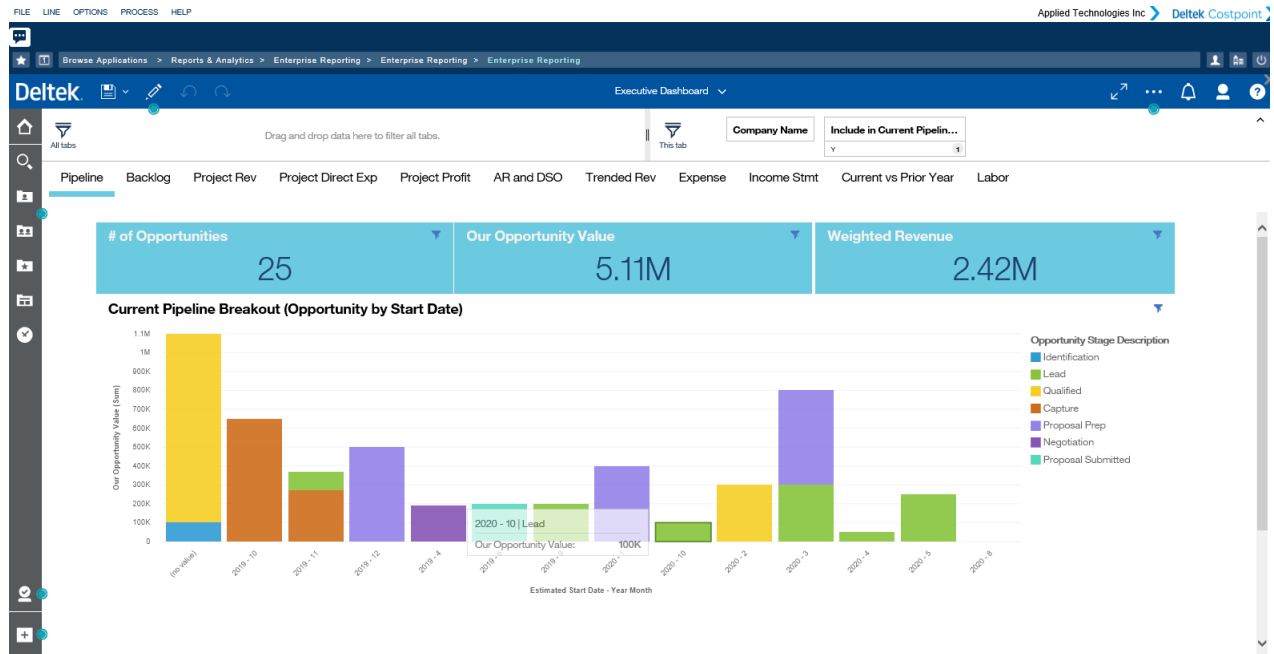 FILE LINE OPTIONS PROCESS HELP
Applied Technologies Inc Deltek Costpoint
Browse Applications > Reports & Analytics > Enterprise Reporting > Enterprise Reporting > Enterprise Reporting
Deltek. Executive Dashboard
All tabs
Drag and drop data here to filter all tabs.
This tab
Company Name
Include in Current Pipelin...
Y 1
Pipeline Backlog Project Rev Project Direct Exp Project Profit AR and DSO Trended Rev Expense Income Stmt Current vs Prior Year Labor
# of Opportunities
25
Our Opportunity Value
5.11M
Weighted Revenue
2.42M
Current Pipeline Breakout (Opportunity by Start Date)
Our Opportunity Value (Sum)
1.1M
1M
900K
800K
700K
600K
500K
400K
300K
200K
100K
0
2020 - 10 | Lead
Our Opportunity Value: 100K
(no value) 2019 - 10 2019 - 11 2019 - 12 2019 - 4 2020 - 10 2020 - 2 2020 - 3 2020 - 4 2020 - 5 2020 - 8
Estimated Start Date - Year Month
Opportunity Stage Description
Identification
Lead
Qualified
Capture
Proposal Prep
Negotiation
Proposal Submitted